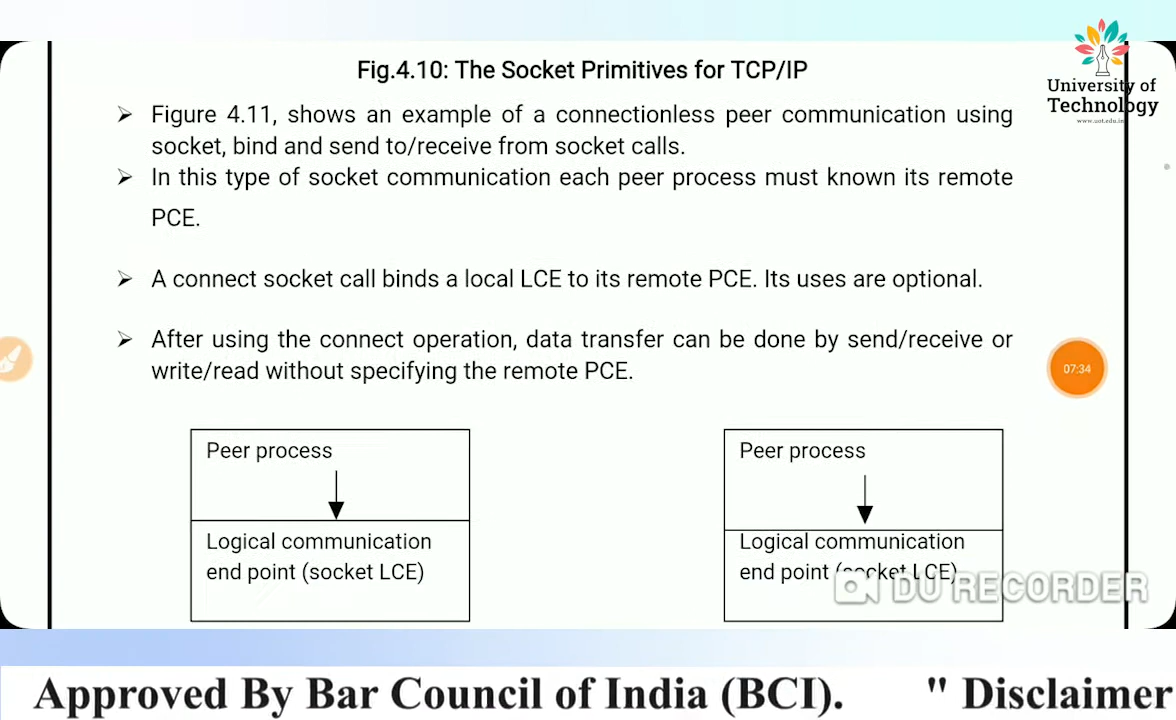 Fig.4.10: The Socket Primitives for TCP/IP
University of
Technology
www.uot.edu.in
➢ Figure 4.11, shows an example of a connectionless peer communication using
socket, bind and send to/receive from socket calls.
➢ In this type of socket communication each peer process must known its remote
PCE.
➢ A connect socket call binds a local LCE to its remote PCE. Its uses are optional.
➢ After using the connect operation, data transfer can be done by send/receive or
write/read without specifying the remote PCE.
07:34
Peer process
Logical communication
end point (socket LCE)
Peer process
Logical communication
end point (socket LCE)
DU RECORDER
Approved By Bar Council of India (BCI). " Disclaimer